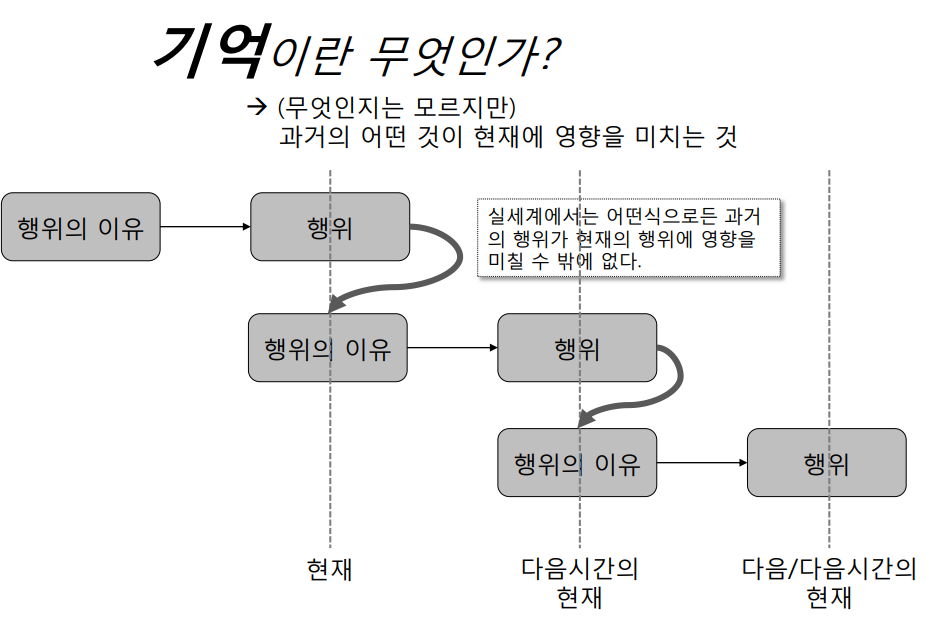 기억이란 무엇인가?
→ (무엇인지는 모르지만)
과거의 어떤 것이 현재에 영향을 미치는 것
행위의 이유
행위
실세계에서는 어떤식으로든 과거
의 행위가 현재의 행위에 영향을
미칠 수 밖에 없다.
행위의 이유
행위
행위의 이유
행위
현재
다음시간의
현재
다음/다음시간의
현재